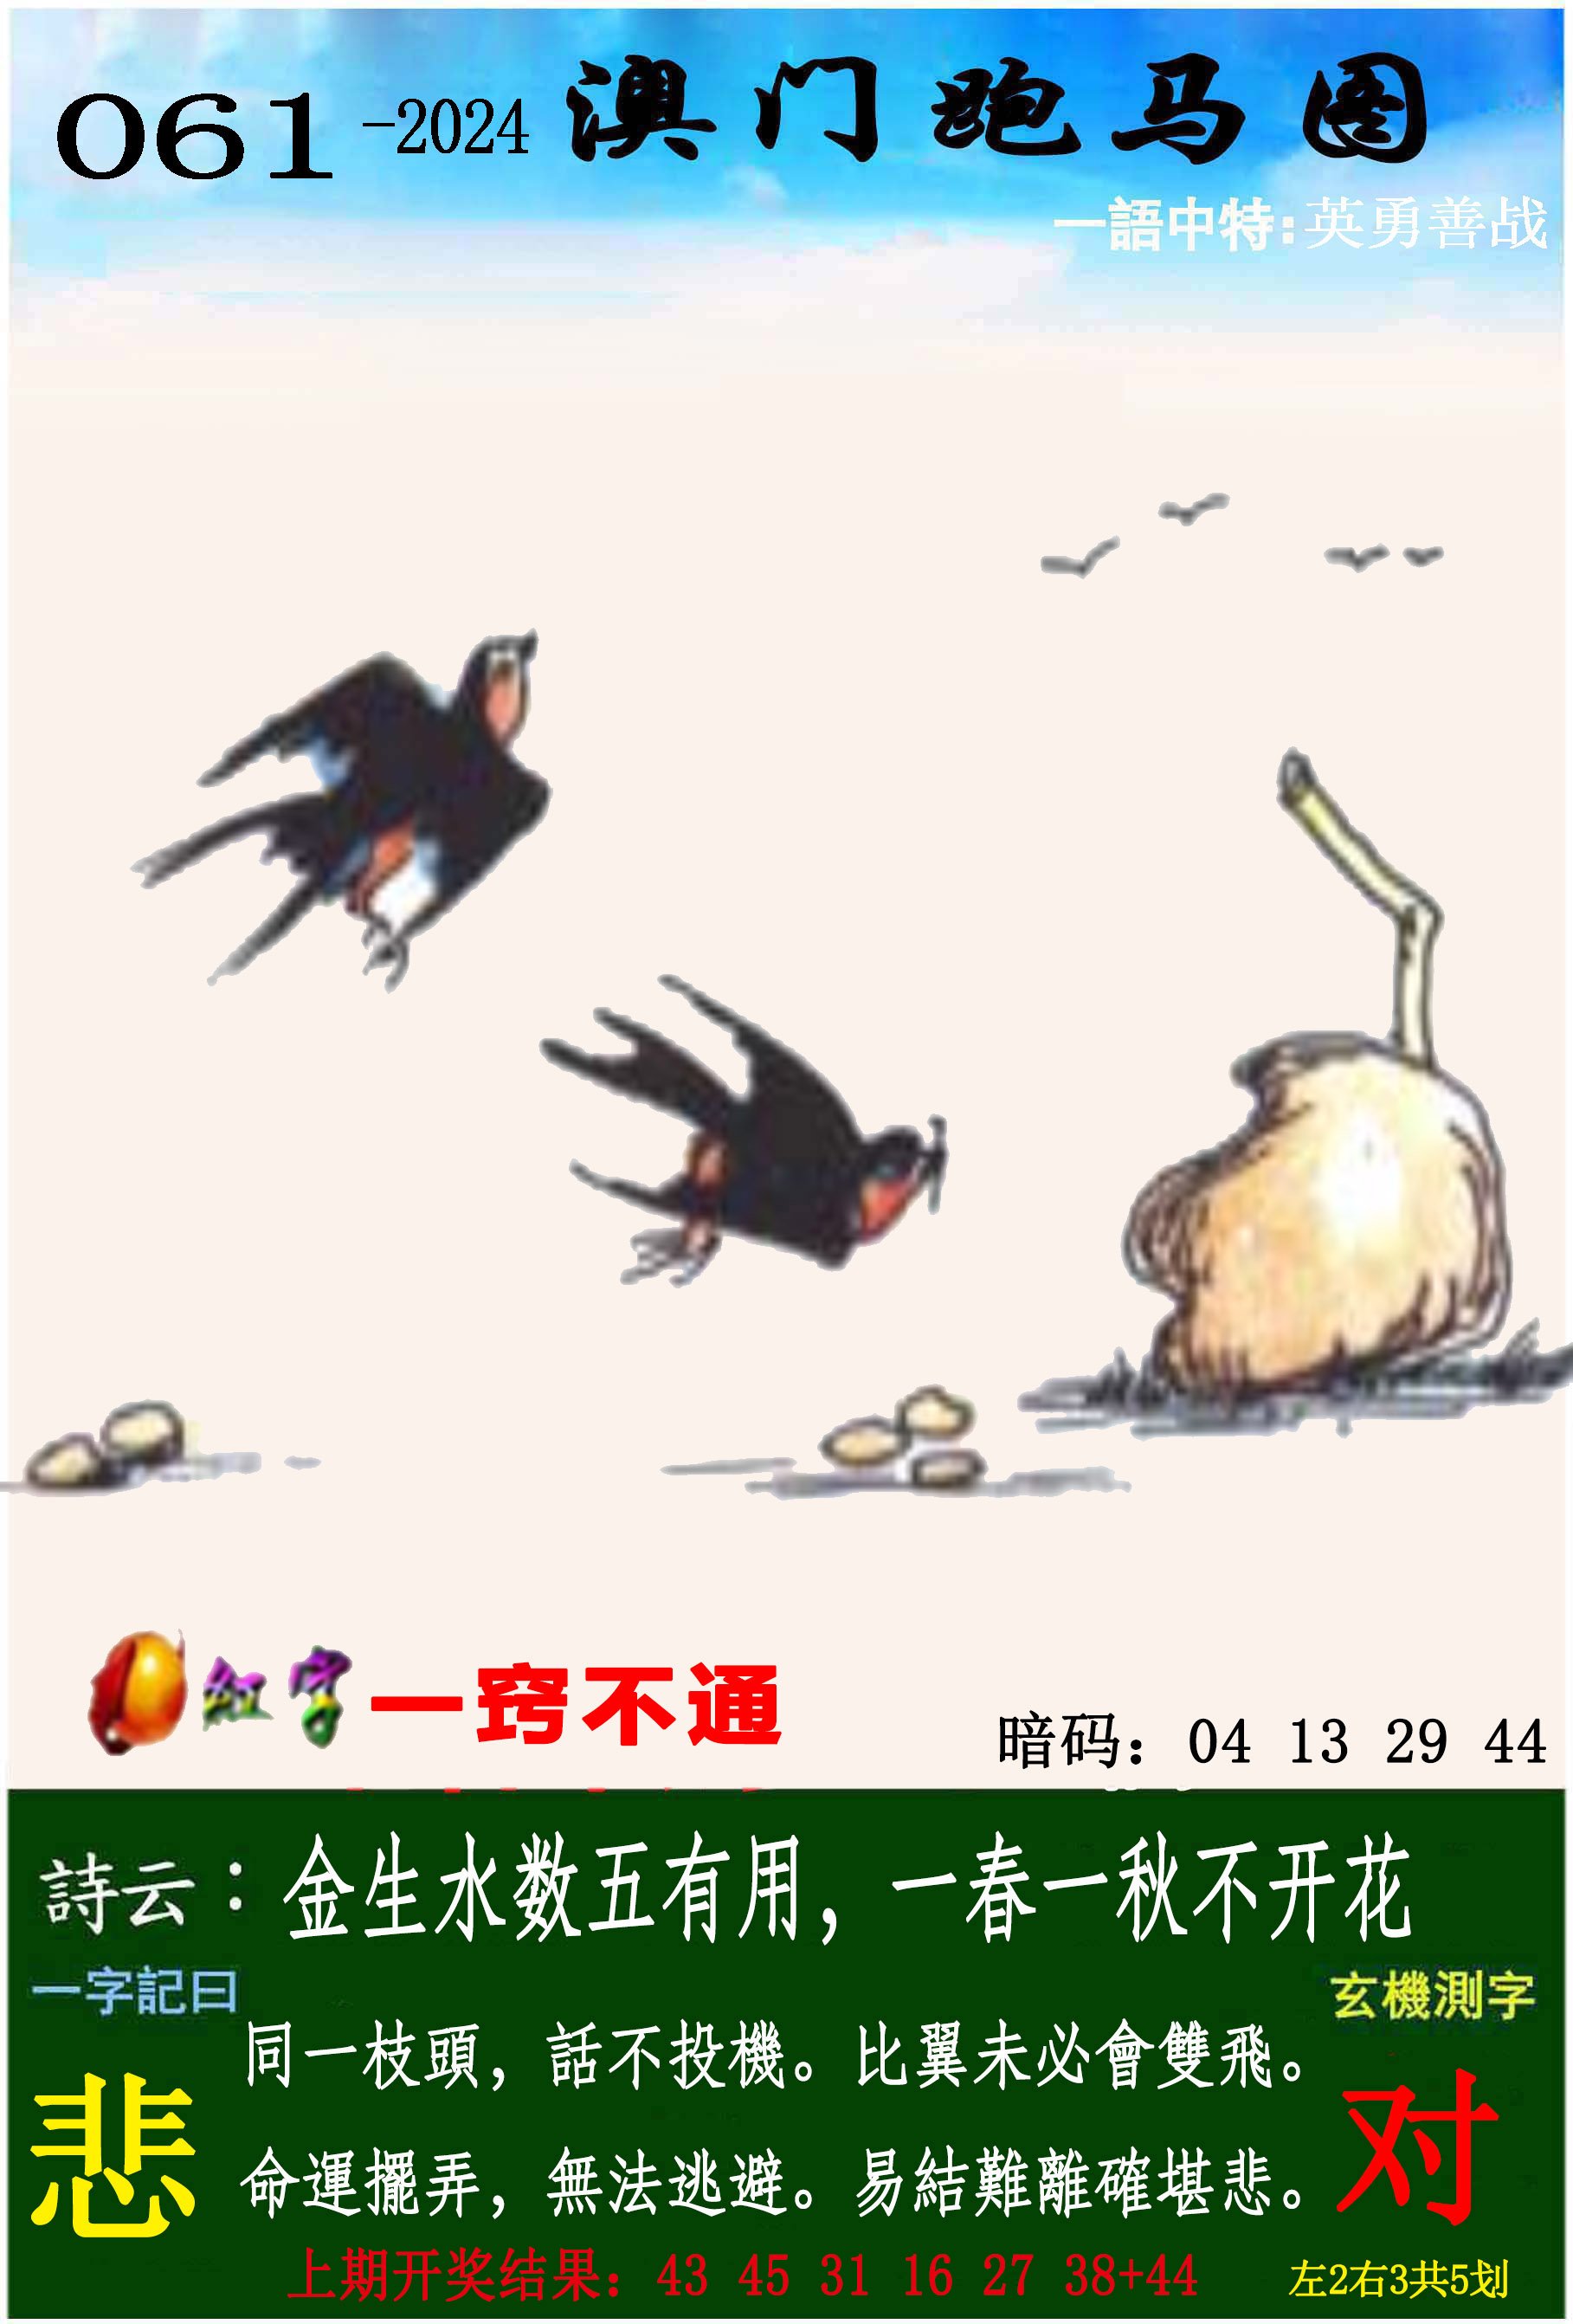 061-2024 澳门跑马图
一語中特:英勇善战
红字 一窍不通
暗码：04 13 29 44
詩云：金生水数五有用，一春一秋不开花
一字記曰
玄機測字
同一枝頭，話不投機。比翼未必會雙飛。
悲
对
命運擺弄，無法逃避。易結難離確堪悲。
上期开奖结果：43 45 31 16 27 38+44
左2右3共5划